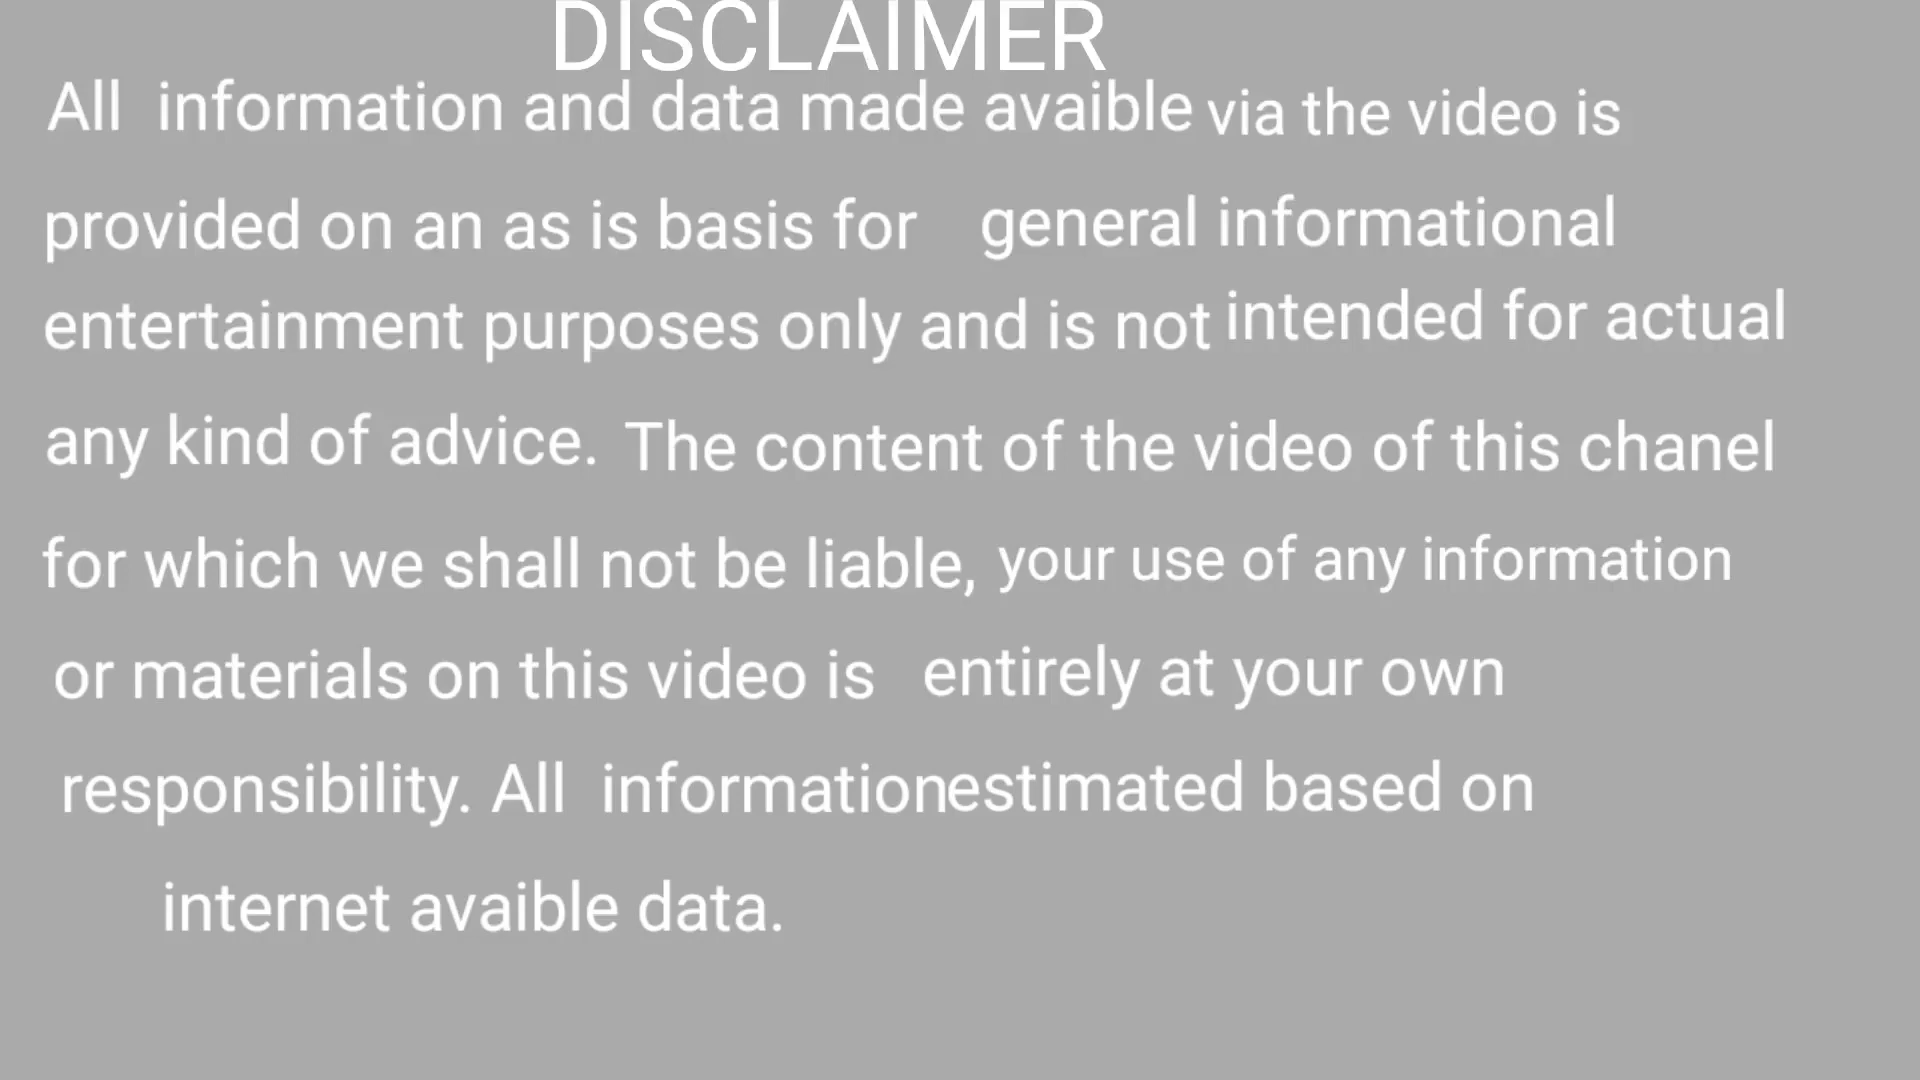 DISCLAIMER
All information and data made avaible via the video is
provided on an as is basis for general informational
entertainment purposes only and is not intended for actual
any kind of advice. The content of the video of this chanel
for which we shall not be liable, your use of any information
or materials on this video is entirely at your own
responsibility. All informationestimated based on
internet avaible data.